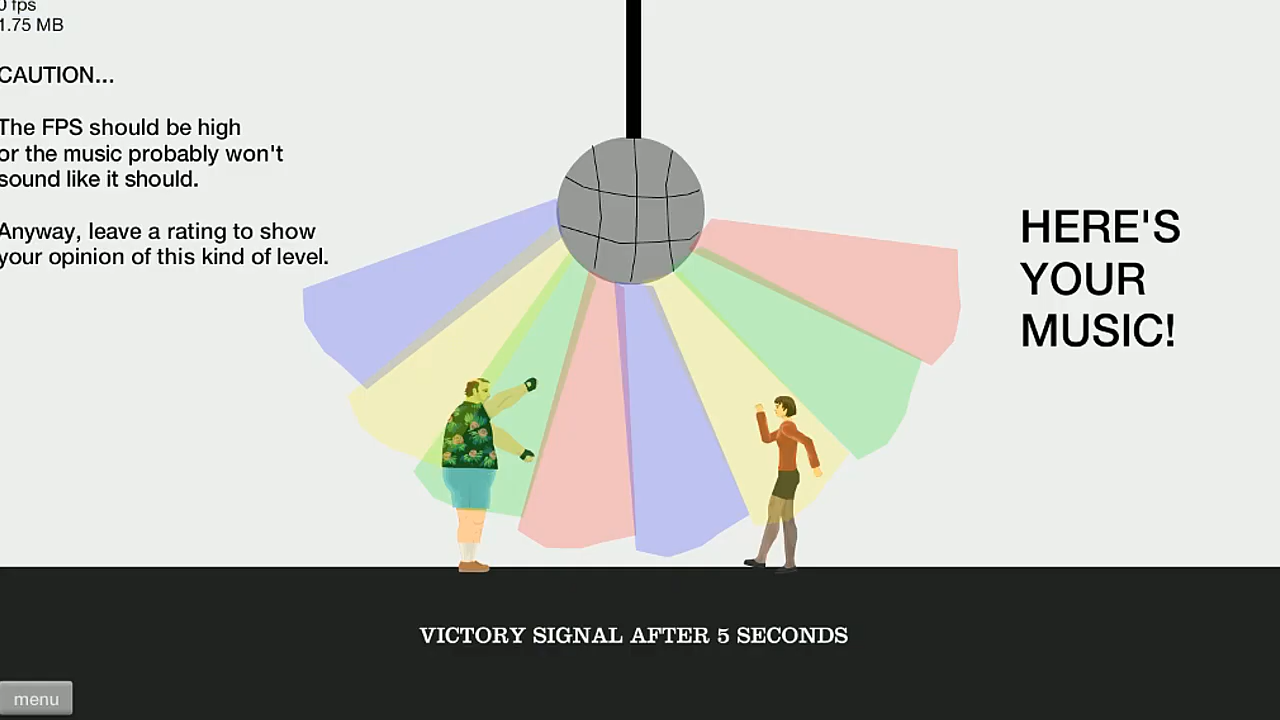 0 fps
1.75 MB
CAUTION...
The FPS should be high
or the music probably won't
sound like it should.
Anyway, leave a rating to show
your opinion of this kind of level.
HERE'S
YOUR
MUSIC!
VICTORY SIGNAL AFTER 5 SECONDS
menu